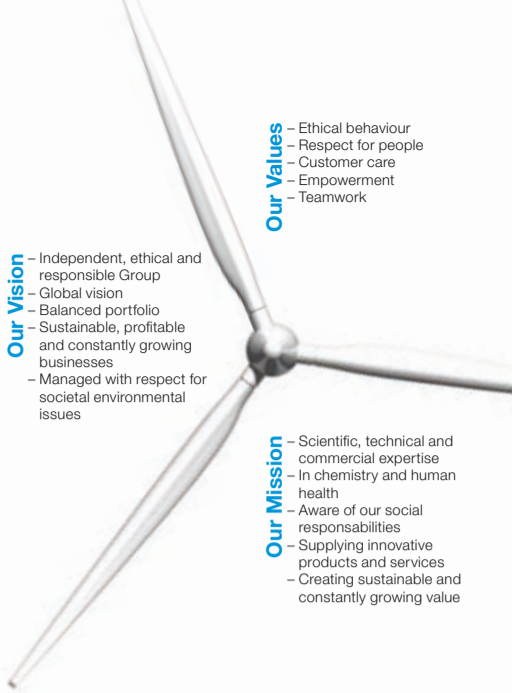 Our Values
– Ethical behaviour
– Respect for people
– Customer care
– Empowerment
– Teamwork
Our Vision
– Independent, ethical and
responsible Group
– Global vision
– Balanced portfolio
– Sustainable, profitable
and constantly growing
businesses
– Managed with respect for
societal environmental
issues
Our Mission
– Scientific, technical and
commercial expertise
– In chemistry and human
health
– Aware of our social
responsabilities
– Supplying innovative
products and services
– Creating sustainable and
constantly growing value